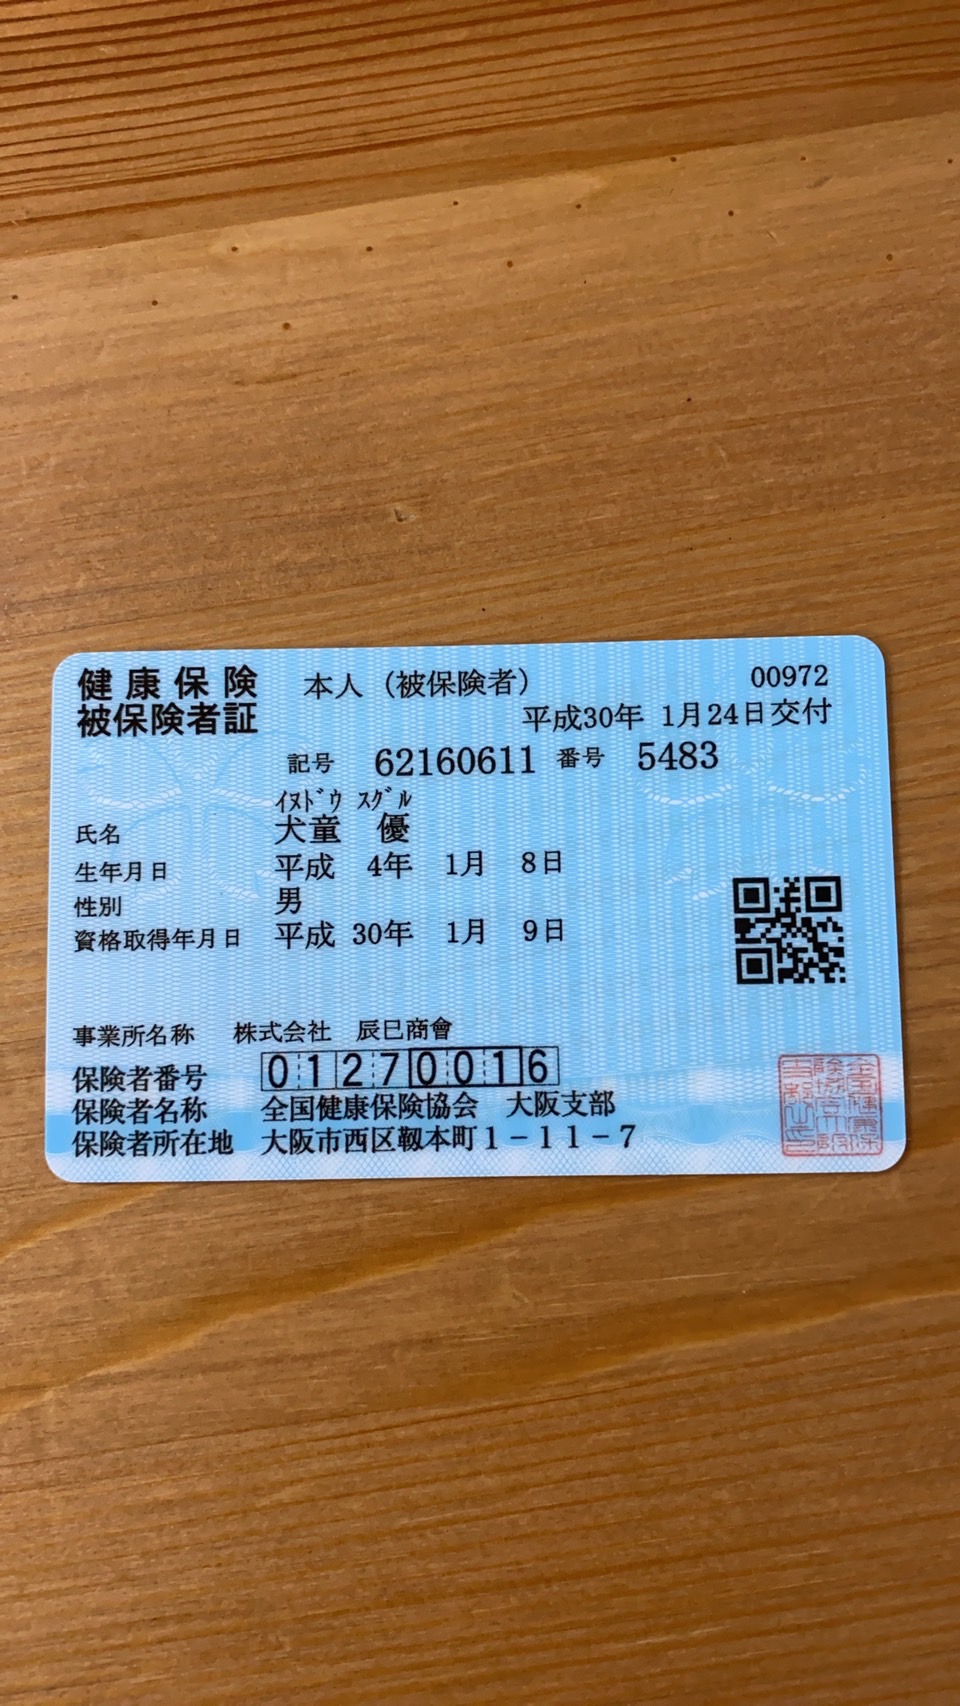 健康保険
被保険者証
本人（被保険者）
00972
平成30年 1月24日交付
記号 62160611 番号 5483
ｲﾇﾄﾞｳ ｽｸﾞﾙ
氏名 犬童 優
生年月日 平成 4年 1月 8日
性別 男
資格取得年月日 平成 30年 1月 9日
事業所名称 株式会社 辰巳商會
保険者番号 01270016
保険者名称 全国健康保険協会 大阪支部
保険者所在地 大阪市西区靱本町１－１１－７